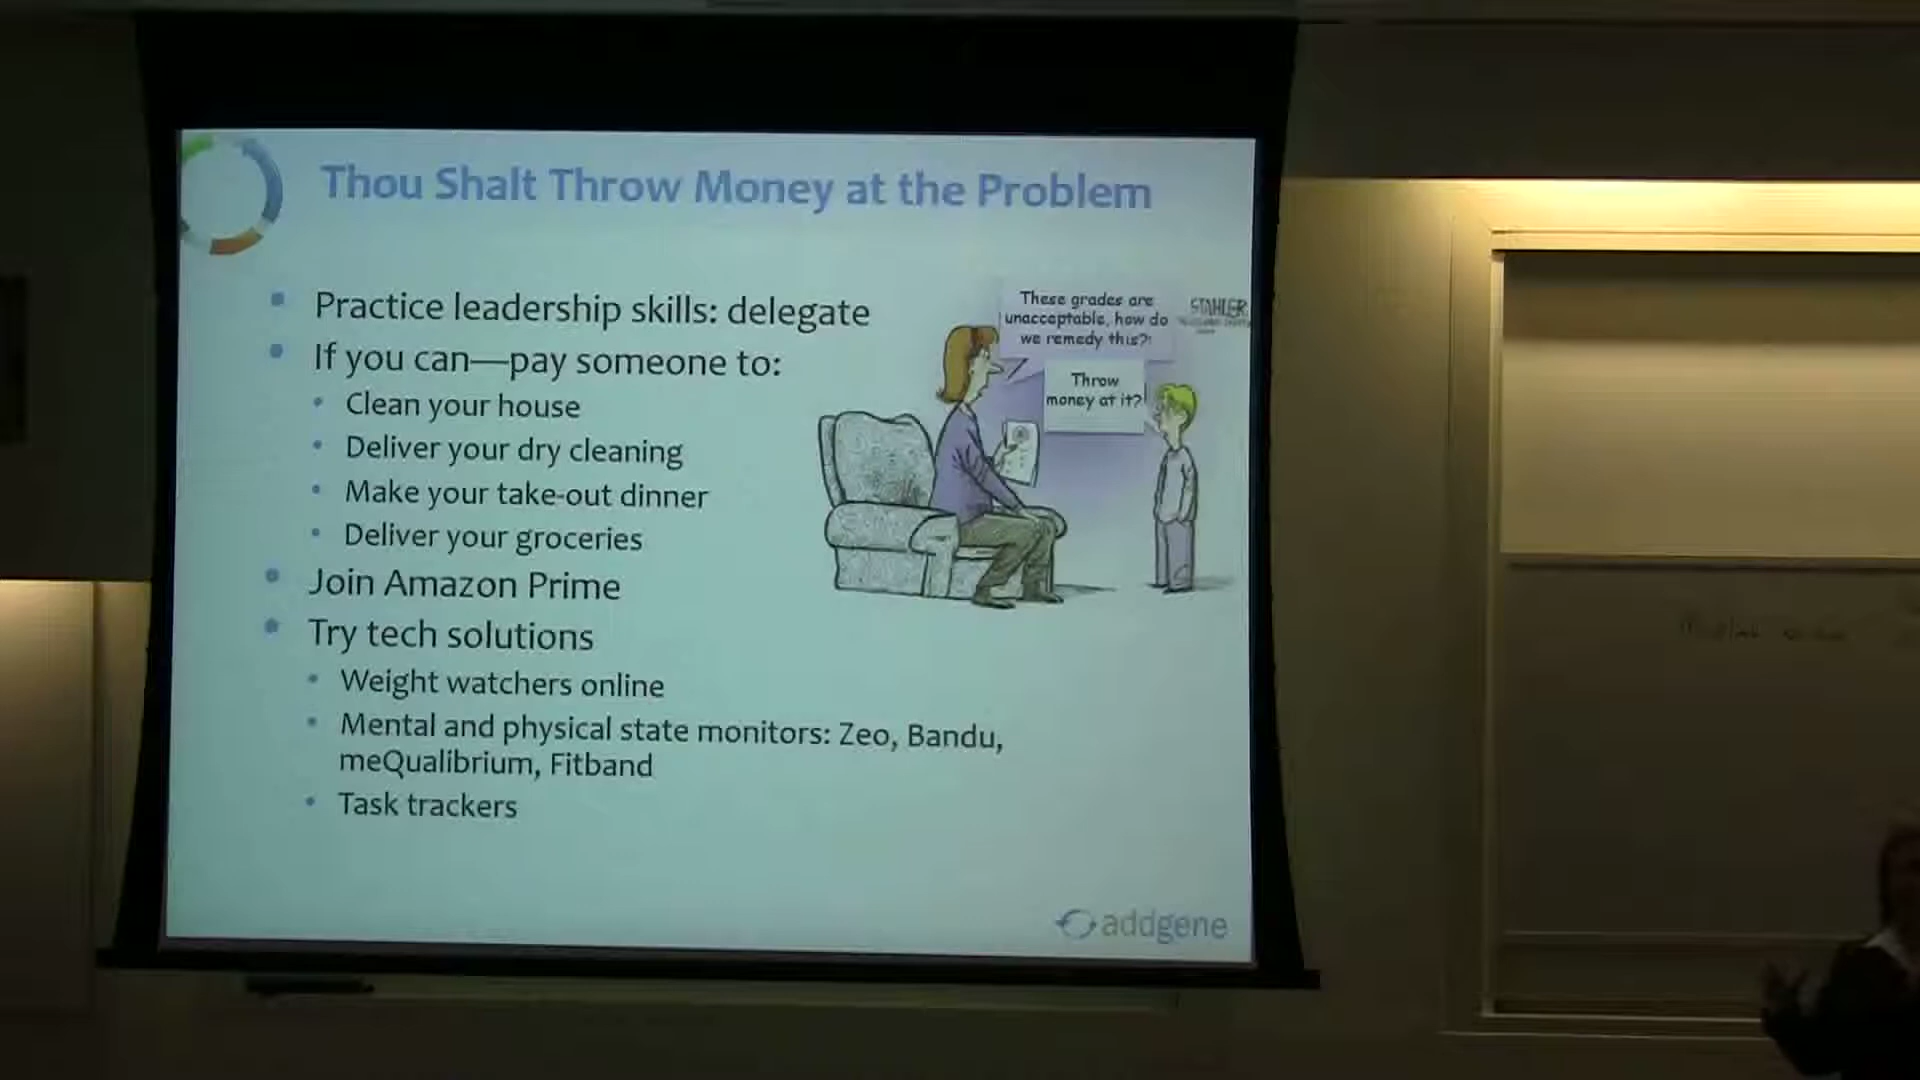 Thou Shalt Throw Money at the Problem
Practice leadership skills: delegate
If you can—pay someone to:
Clean your house
Deliver your dry cleaning
Make your take-out dinner
Deliver your groceries
Join Amazon Prime
Try tech solutions
Weight watchers online
Mental and physical state monitors: Zeo, Bandu,
meQualibrium, Fitband
Task trackers
These grades are
unacceptable, how do
we remedy this?!
STAHLER
Throw
money at it?
addgene